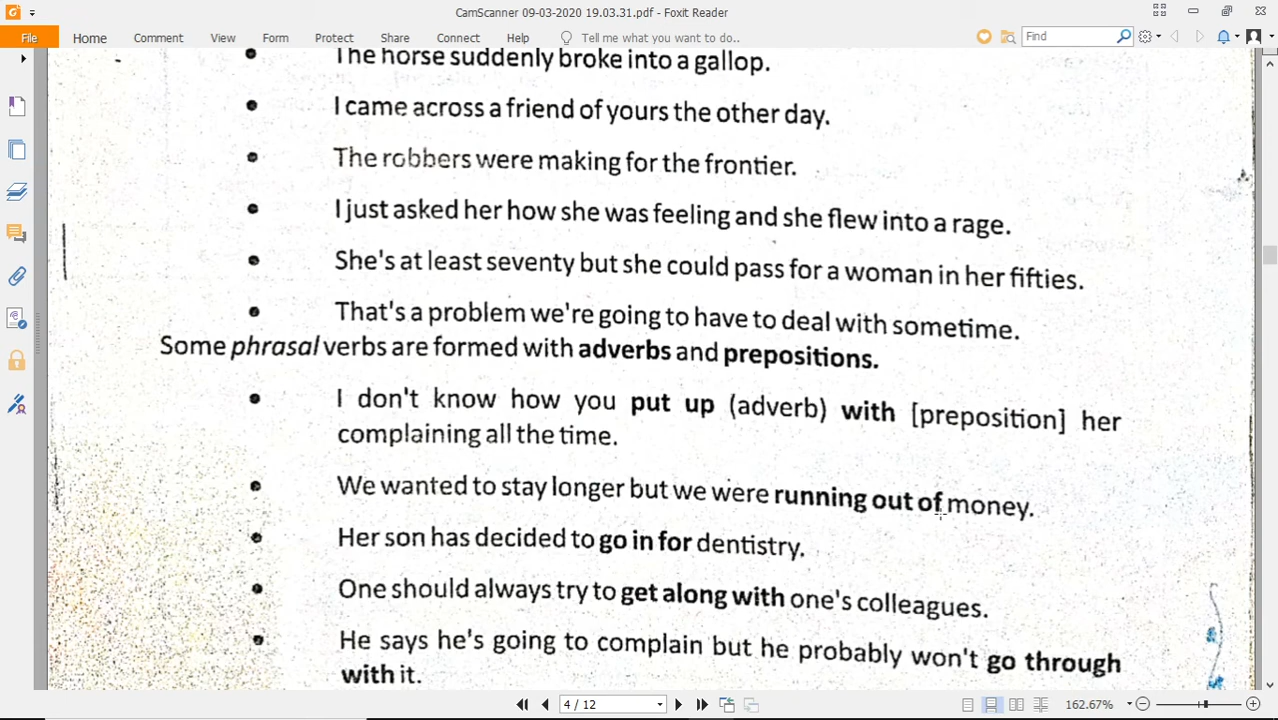 CamScanner 09-03-2020 19.03.31.pdf - Foxit Reader
File Home Comment View Form Protect Share Connect Help Tell me what you want to do.. Find
The horse suddenly broke into a gallop.
I came across a friend of yours the other day.
The robbers were making for the frontier.
I just asked her how she was feeling and she flew into a rage.
She's at least seventy but she could pass for a woman in her fifties.
That's a problem we're going to have to deal with sometime.
Some phrasal verbs are formed with adverbs and prepositions.
I don't know how you put up (adverb) with [preposition] her
complaining all the time.
We wanted to stay longer but we were running out of money.
Her son has decided to go in for dentistry.
One should always try to get along with one's colleagues.
He says he's going to complain but he probably won't go through
with it.
4 / 12 162.67%